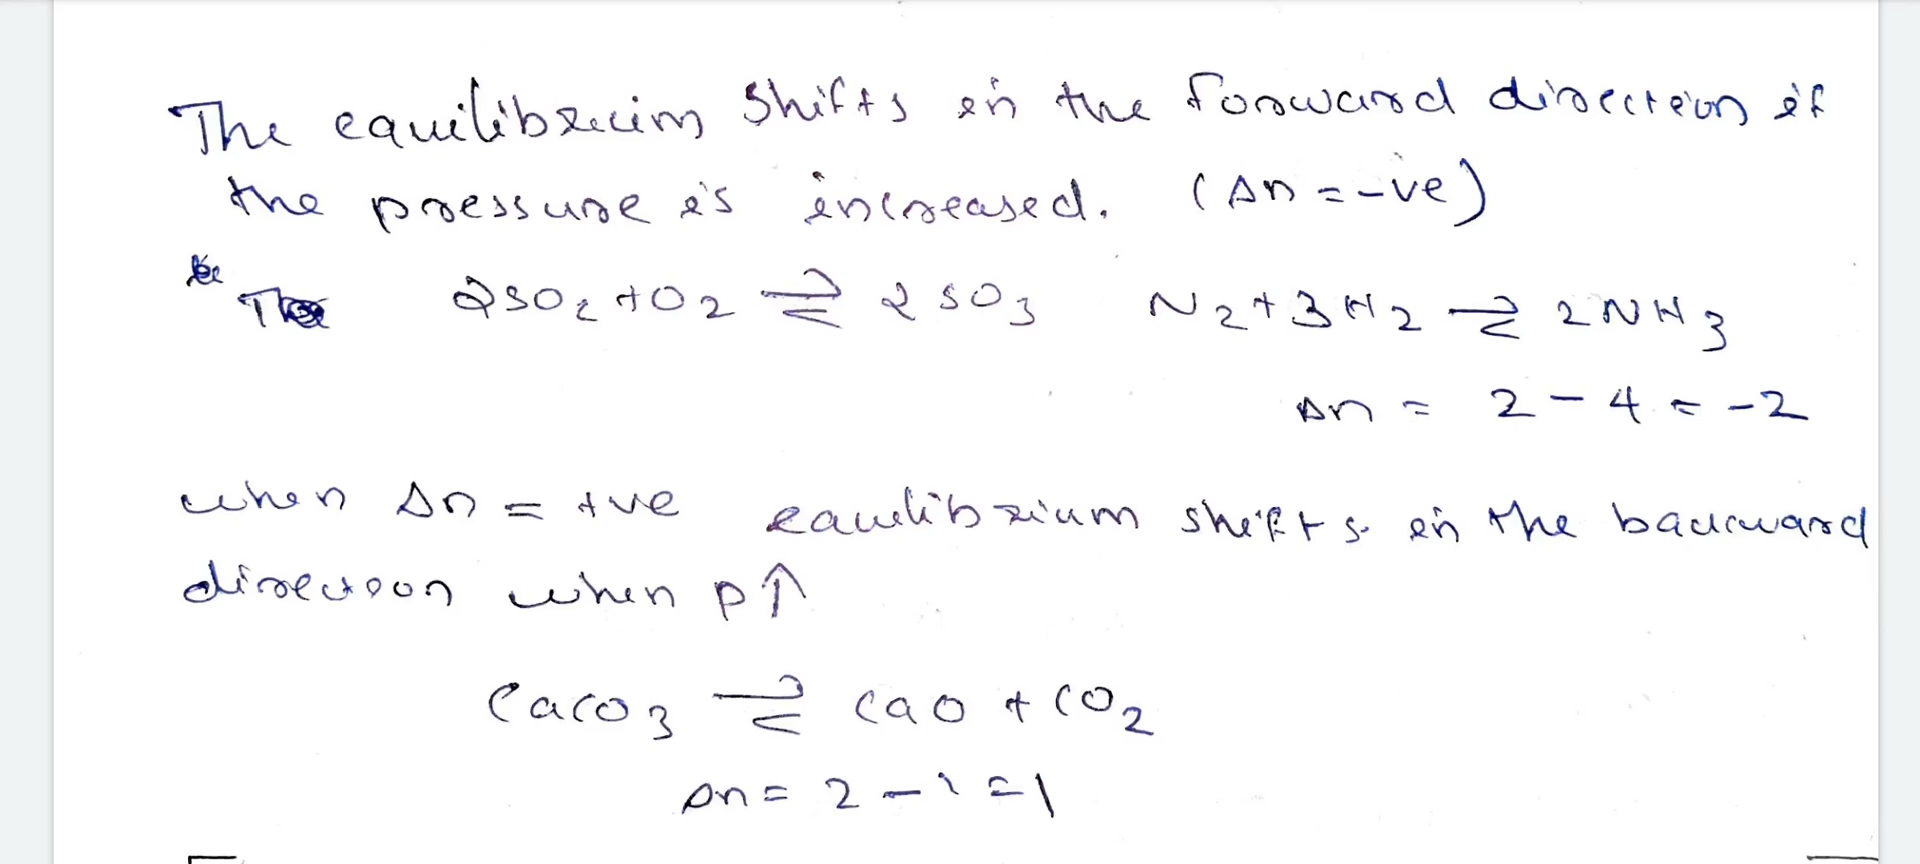 The equilibrium shifts in the forward direction if
the pressure is increased. (Δn = -ve)
The 2SO2 + O2 ⇌ 2SO3 N2 + 3H2 ⇌ 2NH3
Δn = 2 - 4 = -2
when Δn = +ve equilibrium shifts in the backward
direction when P↑
CaCO3 ⇌ CaO + CO2
Δn = 2 - 1 = 1